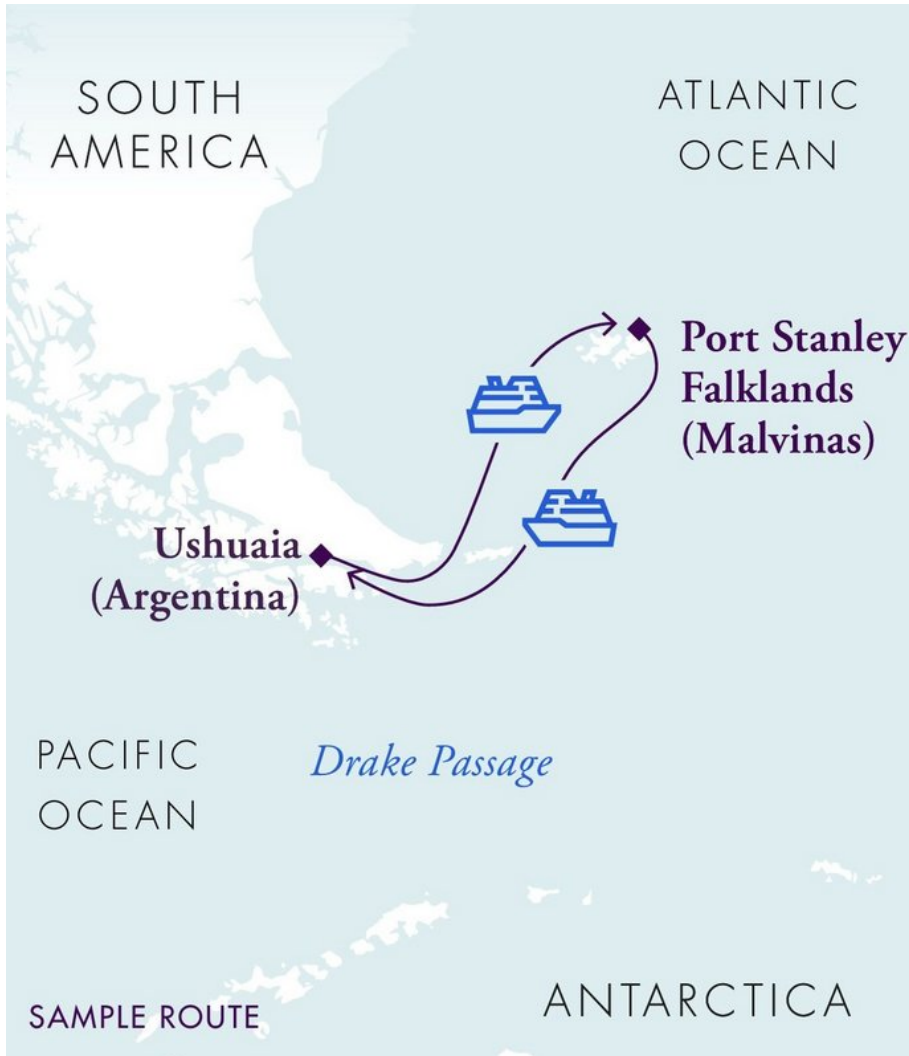 SOUTH
AMERICA
ATLANTIC
OCEAN
Port Stanley
Falklands
(Malvinas)
Ushuaia
(Argentina)
PACIFIC
OCEAN
Drake Passage
ANTARCTICA
SAMPLE ROUTE